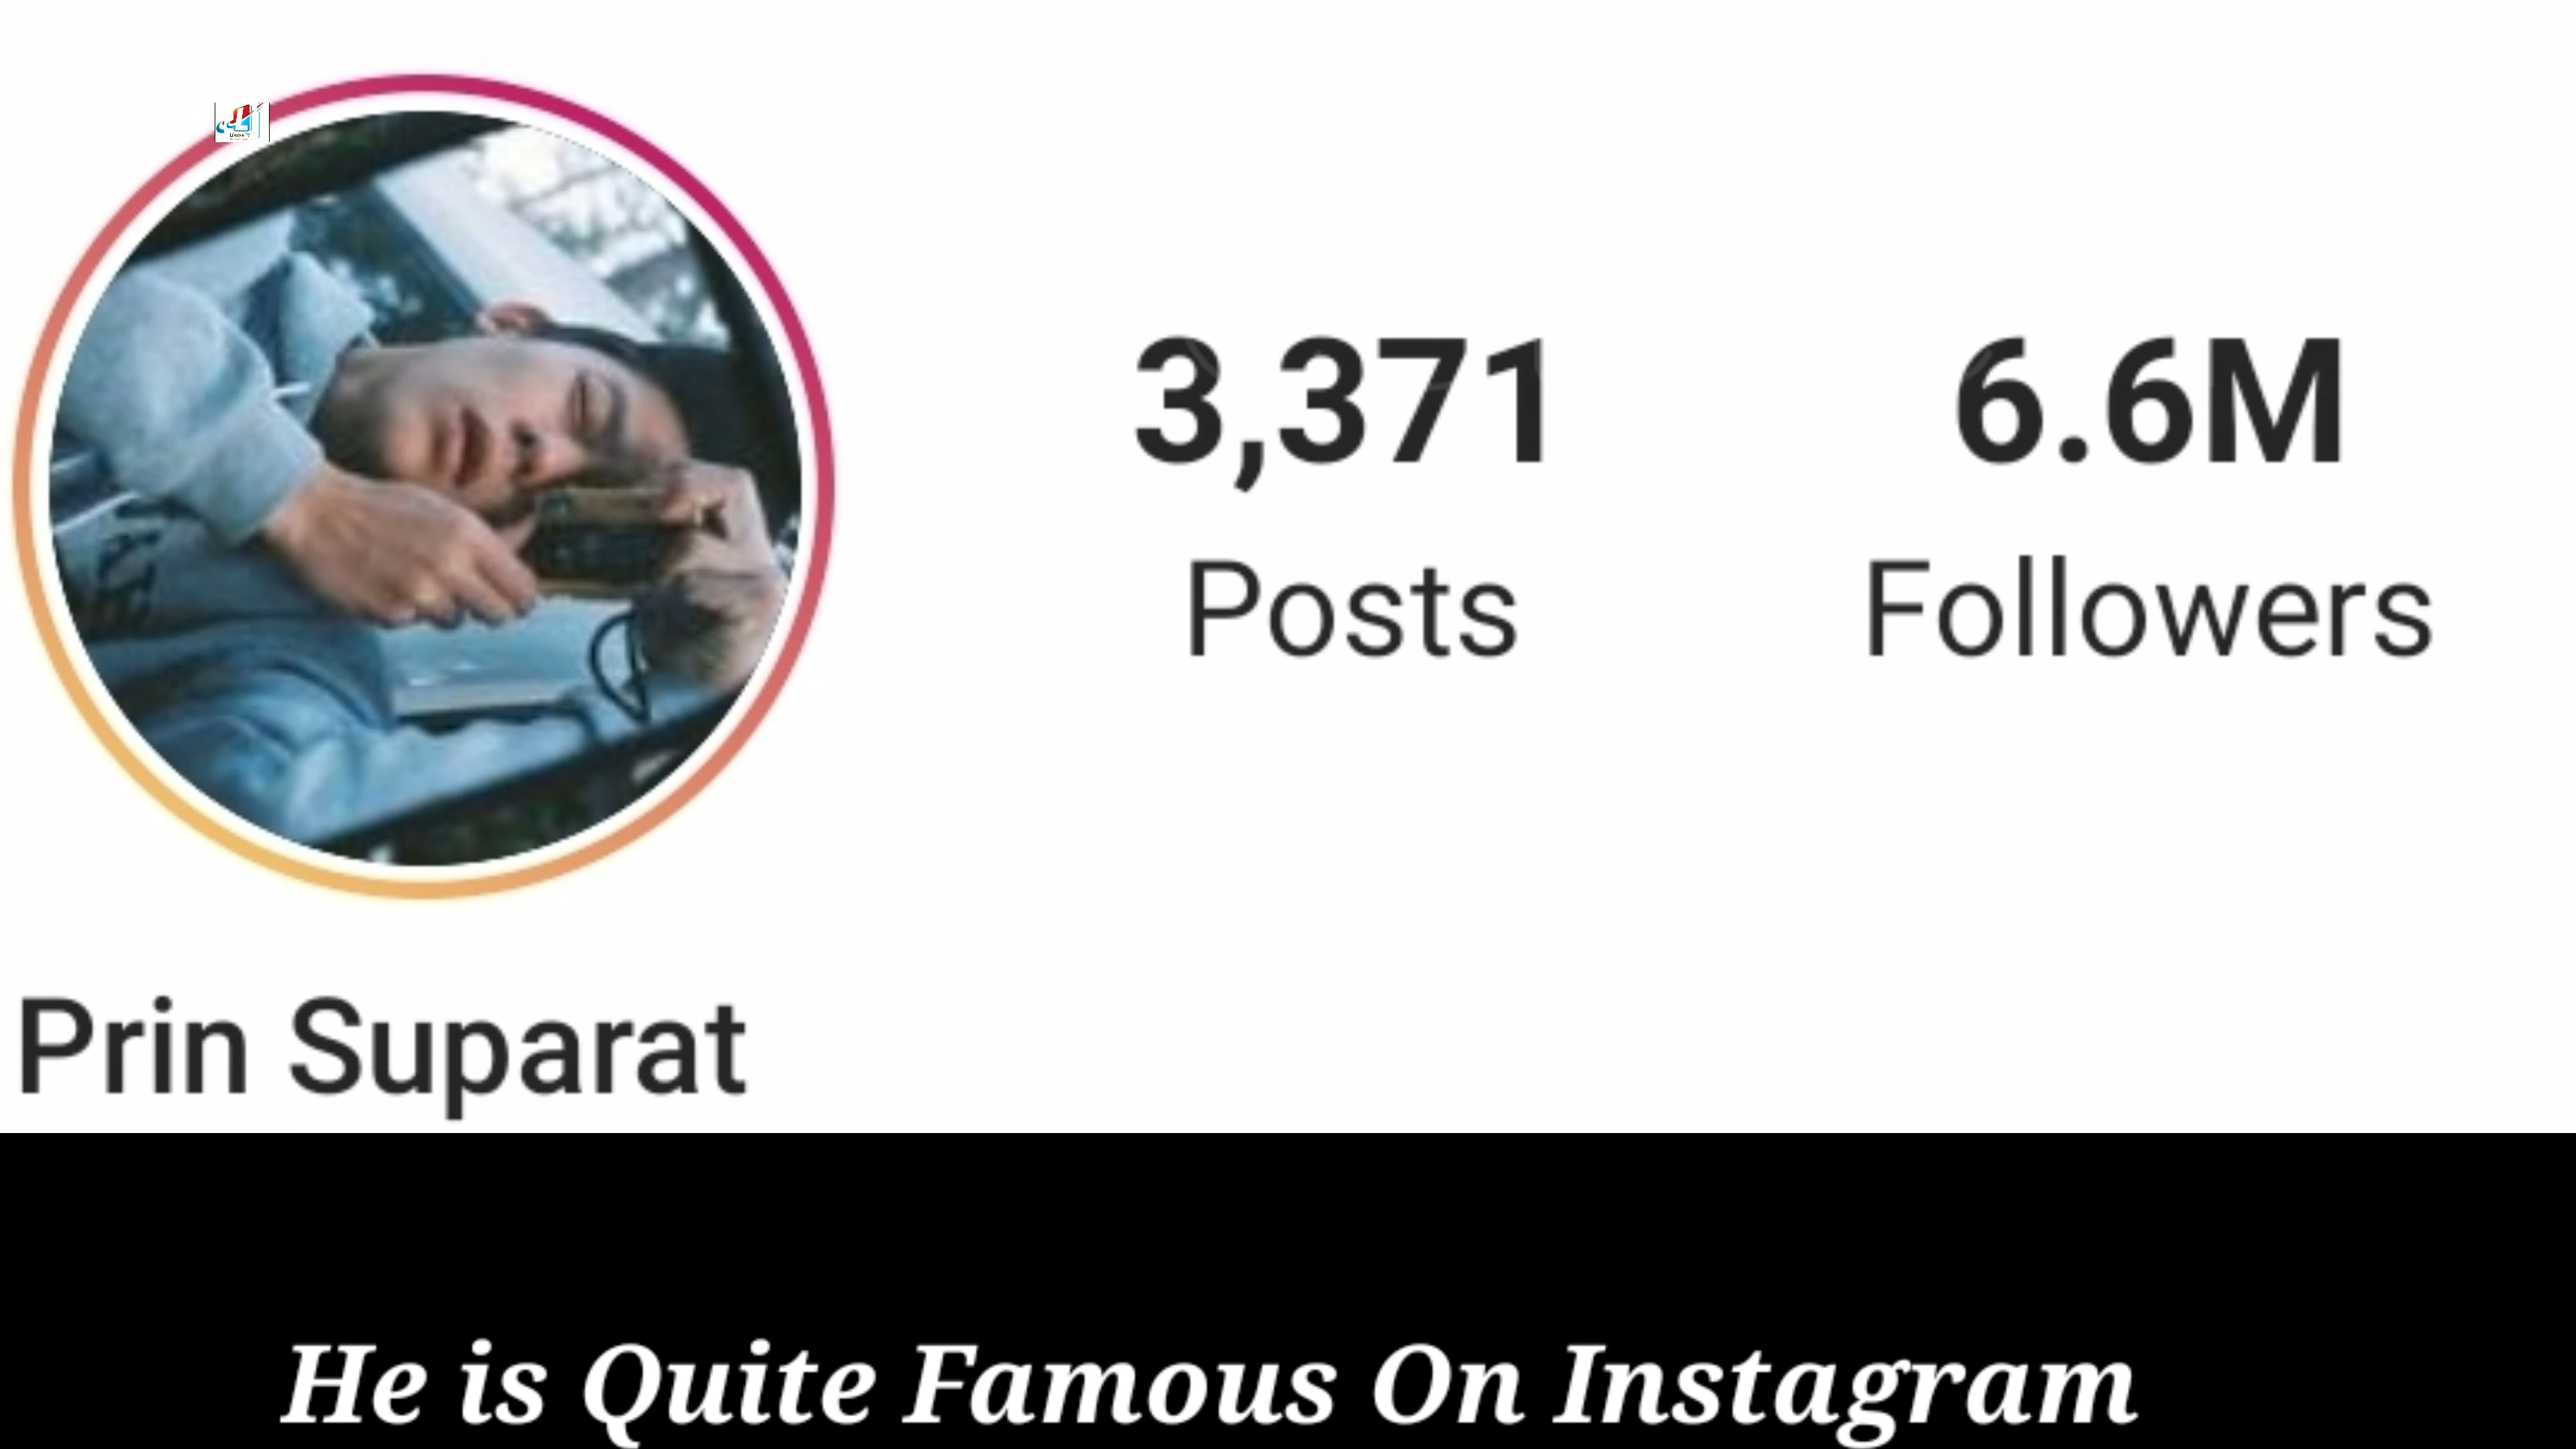 3,371
Posts
6.6M
Followers
Prin Suparat
He is Quite Famous On Instagram